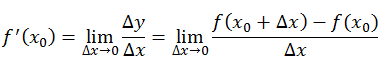 f′(x₀) = lim_{Δx→0} Δy/Δx = lim_{Δx→0} (f(x₀ + Δx) − f(x₀))/Δx